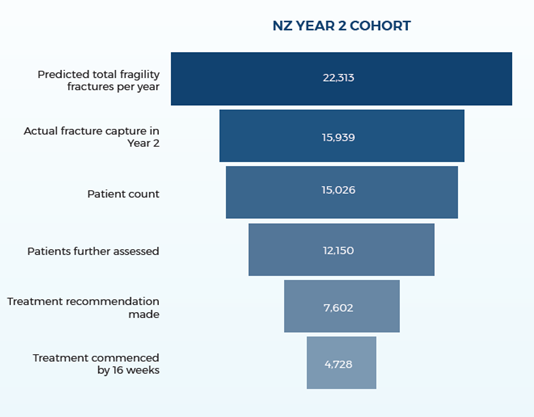 NZ YEAR 2 COHORT
Predicted total fragility
fractures per year
22,313
Actual fracture capture in
Year 2
15,939
Patient count
15,026
Patients further assessed
12,150
Treatment recommendation
made
7,602
Treatment commenced
by 16 weeks
4,728